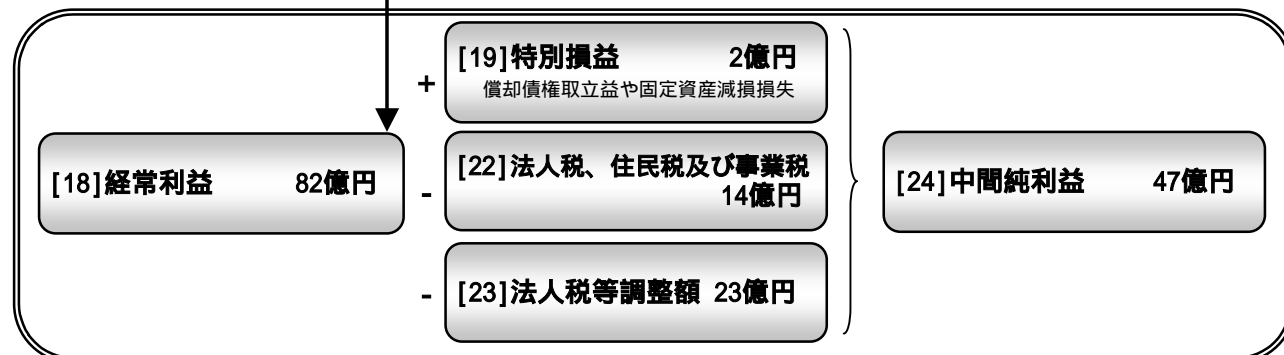 [19]特別損益 2億円
+
償却債権取立益や固定資産減損損失
[18]経常利益 82億円
[22]法人税、住民税及び事業税
14億円
-
[24]中間純利益 47億円
-
[23]法人税等調整額 23億円